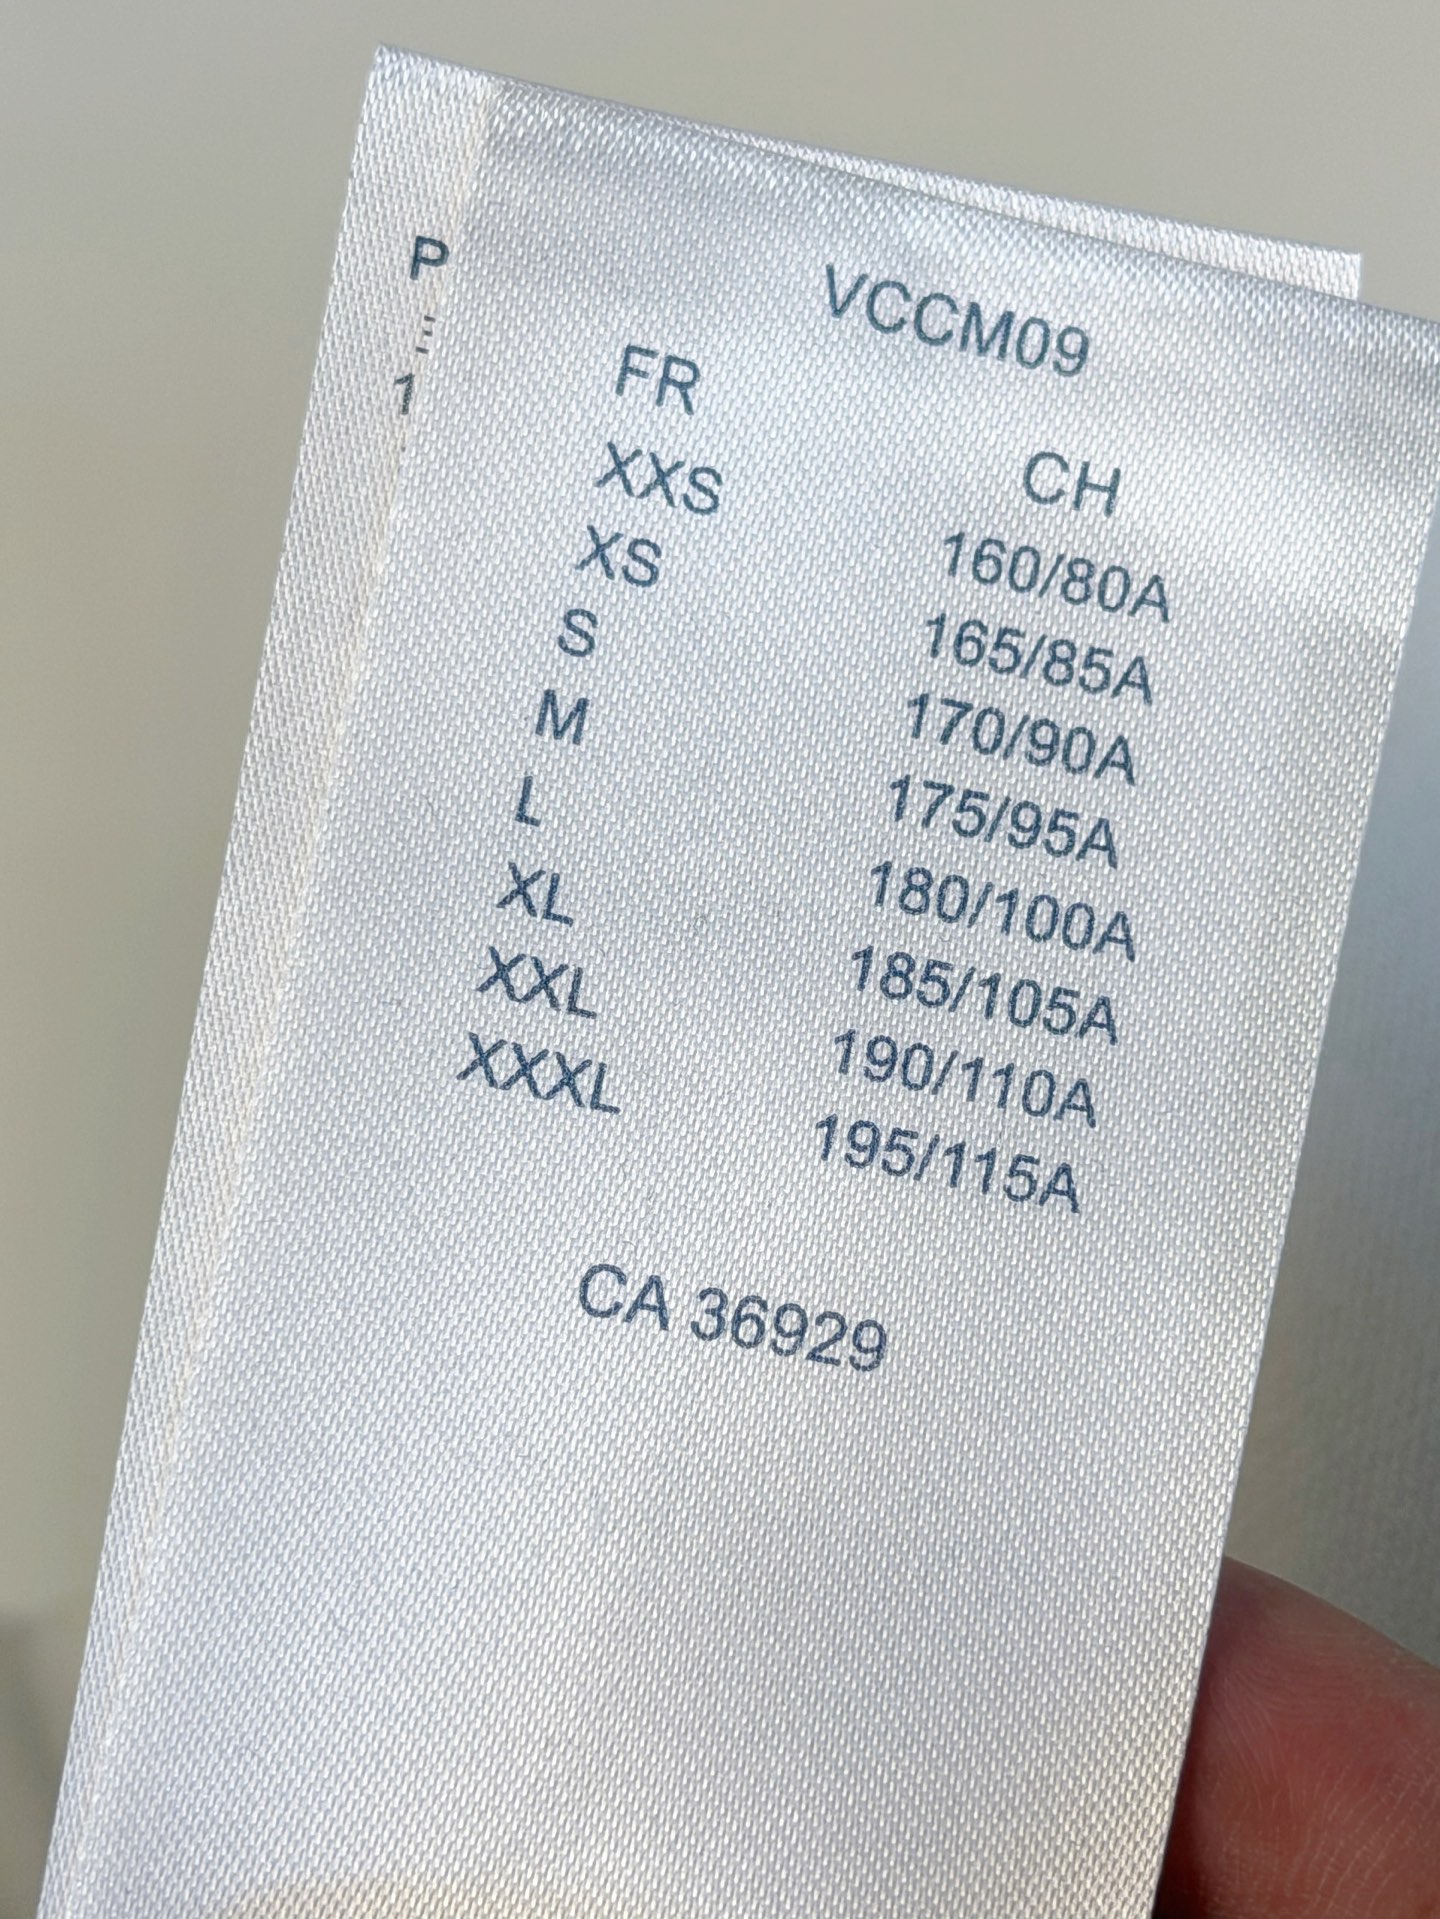 VCCM09
FR CH
XXS 160/80A
XS 165/85A
S 170/90A
M 175/95A
L 180/100A
XL 185/105A
XXL 190/110A
XXXL 195/115A
CA 36929
P
1